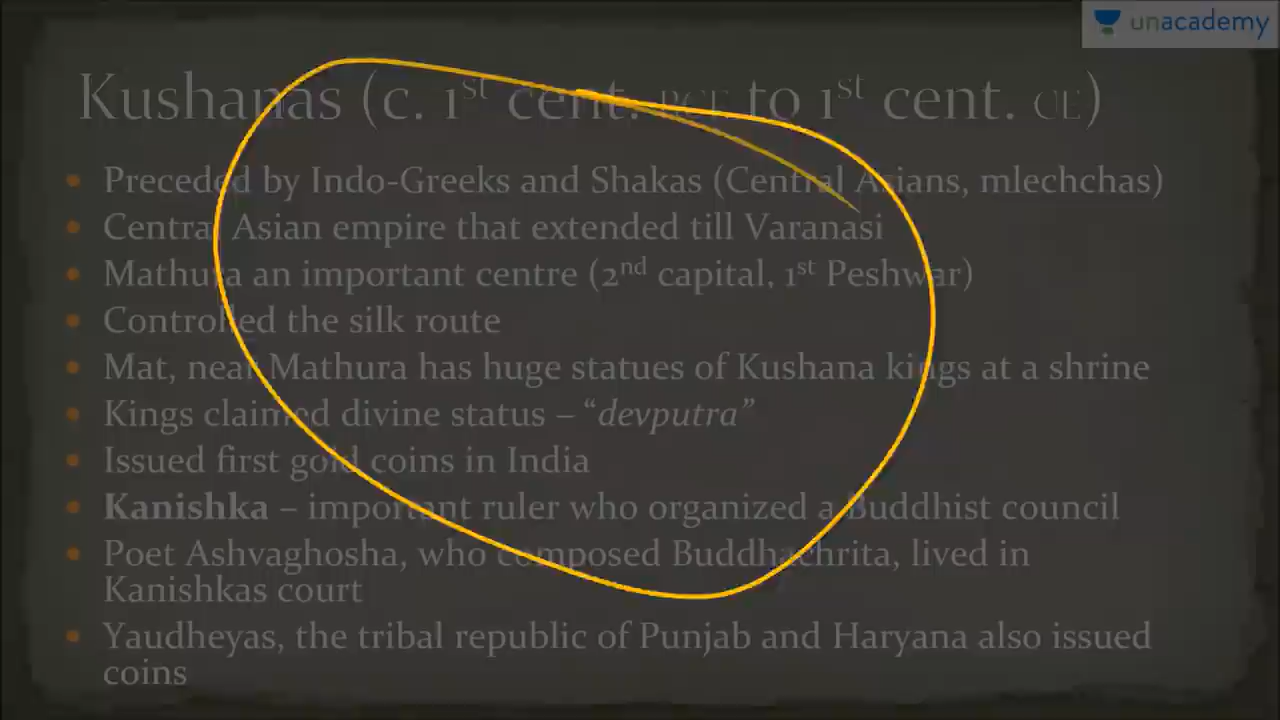 unacademy
Kushanas (c. 1st cent. BCE to 1st cent. CE)
• Preceded by Indo-Greeks and Shakas (Central Asians, mlechchas)
• Central Asian empire that extended till Varanasi
• Mathura an important centre (2nd capital, 1st Peshwar)
• Controlled the silk route
• Mat, near Mathura has huge statues of Kushana kings at a shrine
• Kings claimed divine status – “devputra”
• Issued first gold coins in India
• Kanishka – important ruler who organized a Buddhist council
• Poet Ashvaghosha, who composed Buddhachrita, lived in
Kanishkas court
• Yaudheyas, the tribal republic of Punjab and Haryana also issued
coins